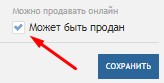 Можно продавать онлайн
Может быть продан
СОХРАНИТЬ